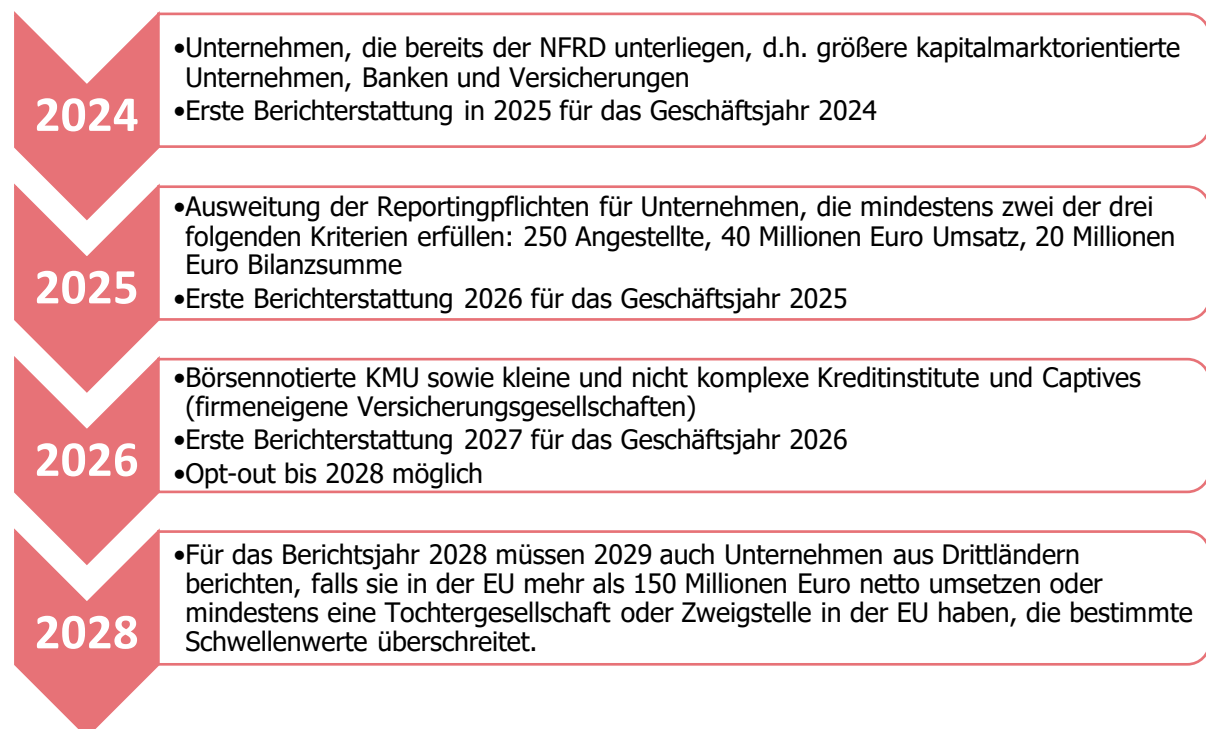 2024
•Unternehmen, die bereits der NFRD unterliegen, d.h. größere kapitalmarktorientierte
Unternehmen, Banken und Versicherungen
•Erste Berichterstattung in 2025 für das Geschäftsjahr 2024
2025
•Ausweitung der Reportingpflichten für Unternehmen, die mindestens zwei der drei
folgenden Kriterien erfüllen: 250 Angestellte, 40 Millionen Euro Umsatz, 20 Millionen
Euro Bilanzsumme
•Erste Berichterstattung 2026 für das Geschäftsjahr 2025
2026
•Börsennotierte KMU sowie kleine und nicht komplexe Kreditinstitute und Captives
(firmeneigene Versicherungsgesellschaften)
•Erste Berichterstattung 2027 für das Geschäftsjahr 2026
•Opt-out bis 2028 möglich
2028
•Für das Berichtsjahr 2028 müssen 2029 auch Unternehmen aus Drittländern
berichten, falls sie in der EU mehr als 150 Millionen Euro netto umsetzen oder
mindestens eine Tochtergesellschaft oder Zweigstelle in der EU haben, die bestimmte
Schwellenwerte überschreitet.